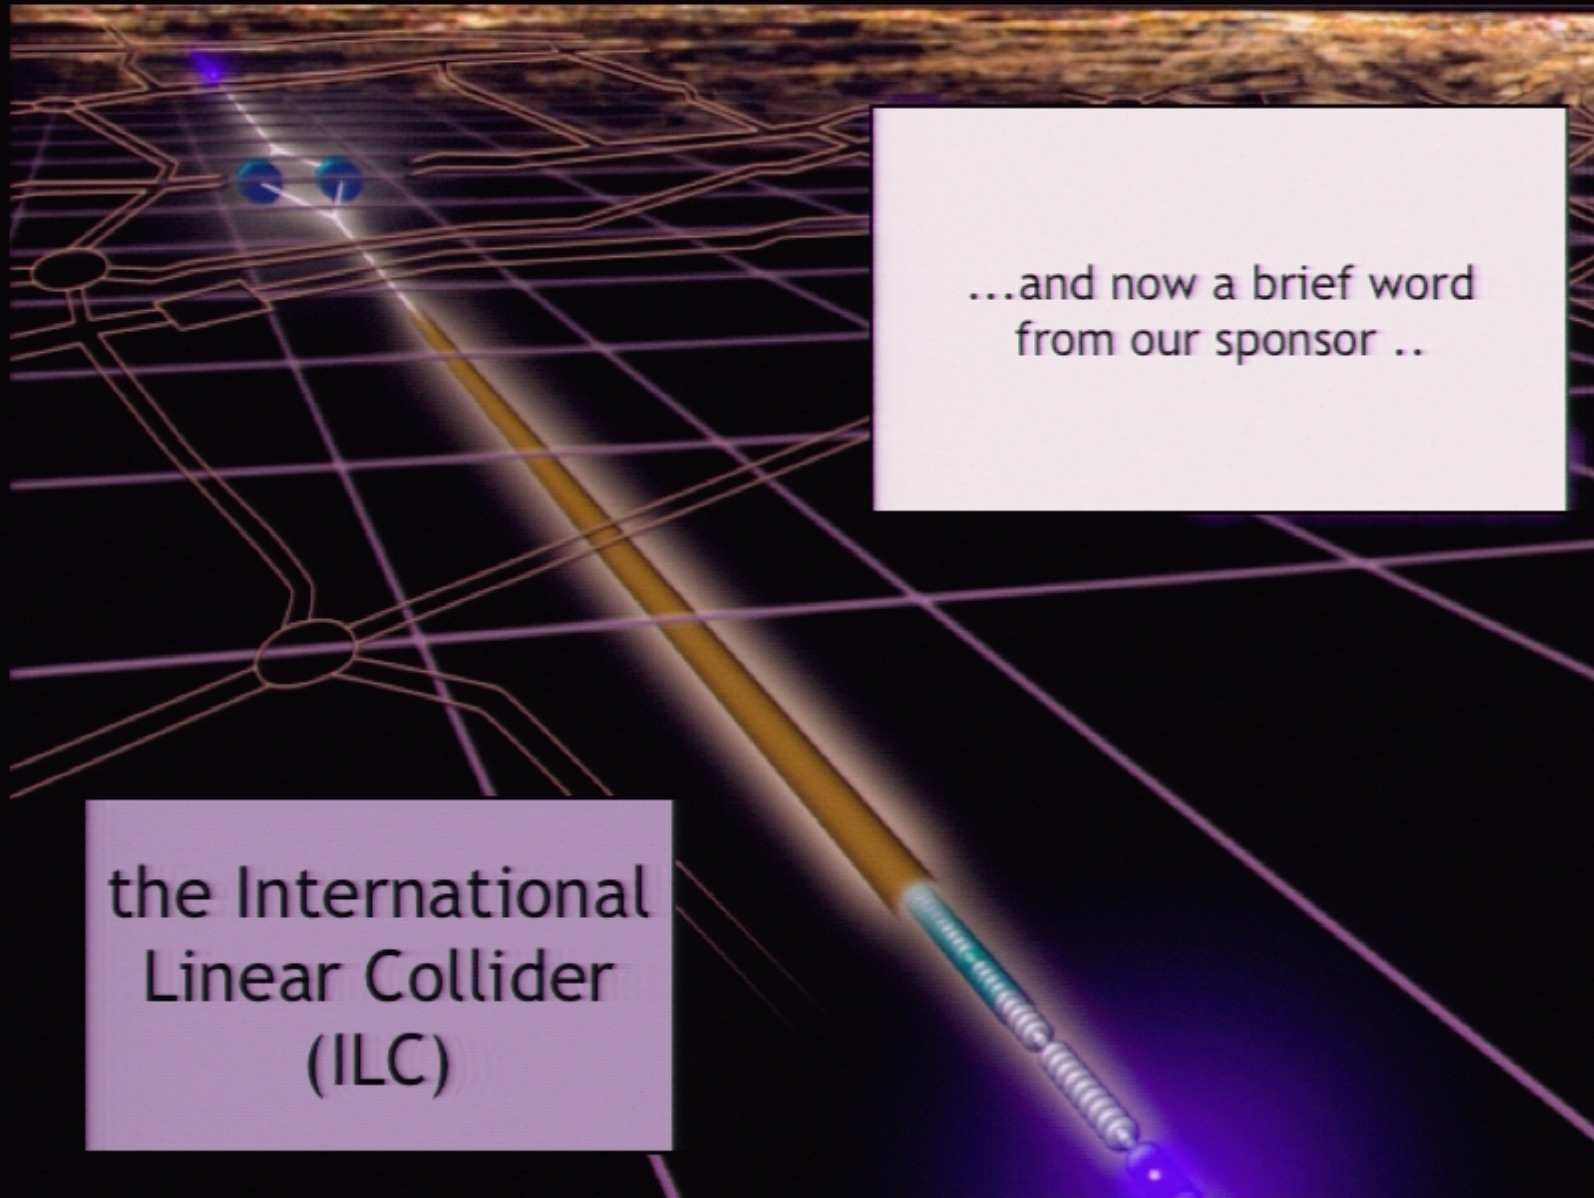 ...and now a brief word
from our sponsor ..
the International
Linear Collider
(ILC)